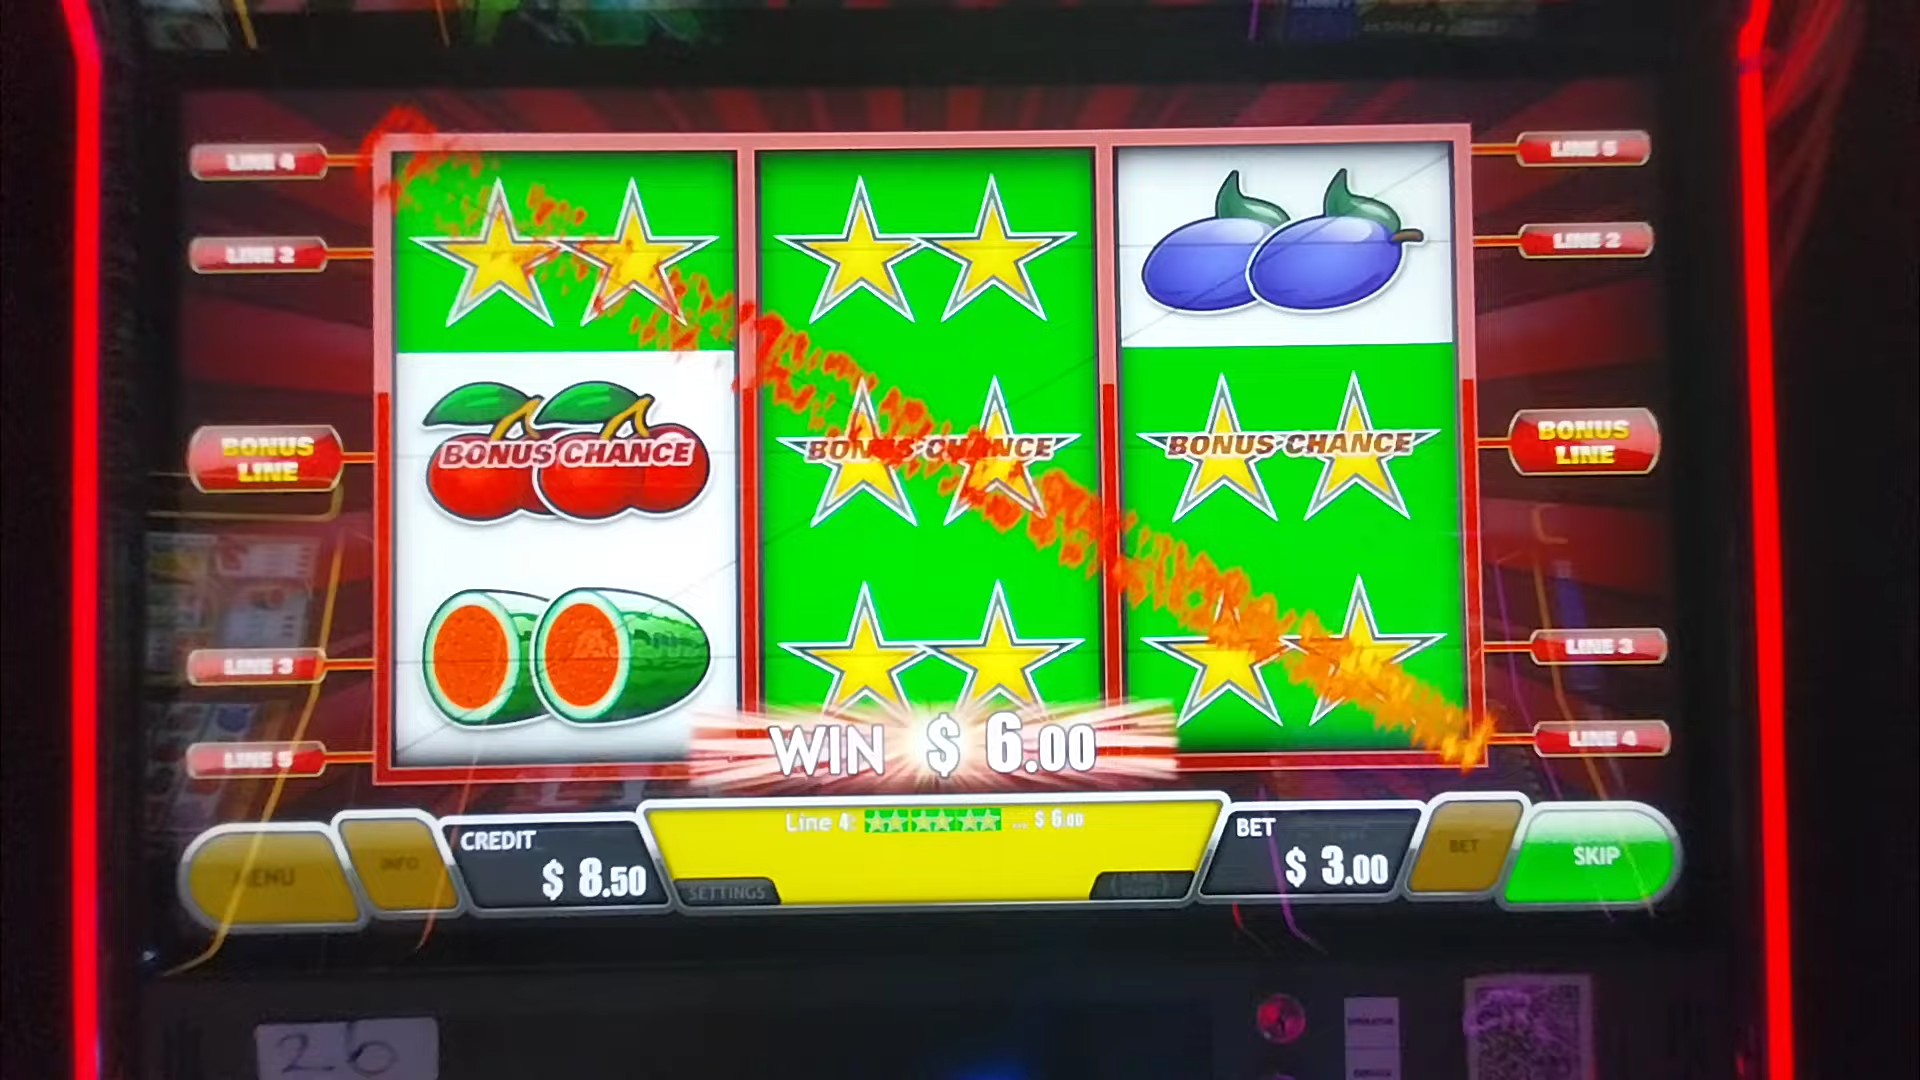 LINE 4
LINE 5
LINE 2
LINE 2
BONUS LINE
BONUS CHANCE
BONUS CHANCE
BONUS CHANCE
BONUS LINE
LINE 3
LINE 3
LINE 5
LINE 4
WIN $ 6.00
Line 4: ... $ 6.00
MENU
INFO
CREDIT
$ 8.50
SETTINGS
BET
$ 3.00
BET
SKIP
26